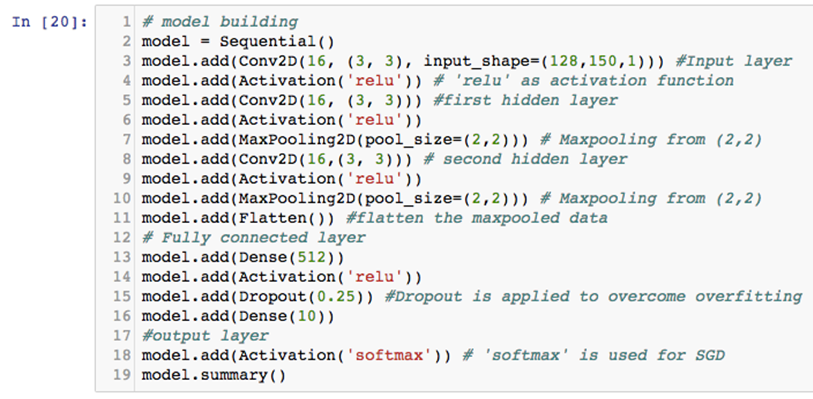 In [20]:
1 # model building
2 model = Sequential()
3 model.add(Conv2D(16, (3, 3), input_shape=(128,150,1))) #Input layer
4 model.add(Activation('relu')) # 'relu' as activation function
5 model.add(Conv2D(16, (3, 3))) #first hidden layer
6 model.add(Activation('relu'))
7 model.add(MaxPooling2D(pool_size=(2,2))) # Maxpooling from (2,2)
8 model.add(Conv2D(16,(3, 3))) # second hidden layer
9 model.add(Activation('relu'))
10 model.add(MaxPooling2D(pool_size=(2,2))) # Maxpooling from (2,2)
11 model.add(Flatten()) #flatten the maxpooled data
12 # Fully connected layer
13 model.add(Dense(512))
14 model.add(Activation('relu'))
15 model.add(Dropout(0.25)) #Dropout is applied to overcome overfitting
16 model.add(Dense(10))
17 #output layer
18 model.add(Activation('softmax')) # 'softmax' is used for SGD
19 model.summary()